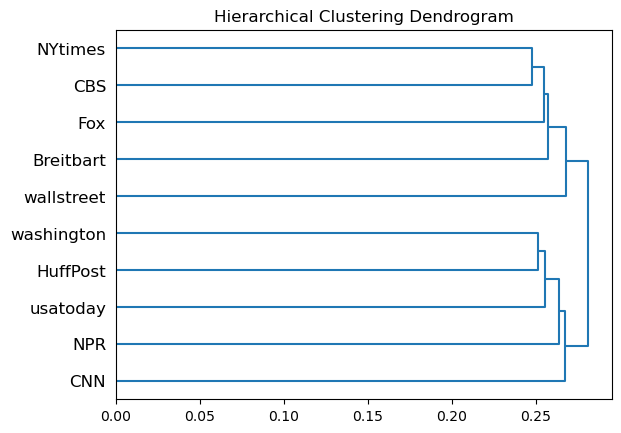 Hierarchical Clustering Dendrogram
NYtimes
CBS
Fox
Breitbart
wallstreet
washington
HuffPost
usatoday
NPR
CNN
0.00 0.05 0.10 0.15 0.20 0.25